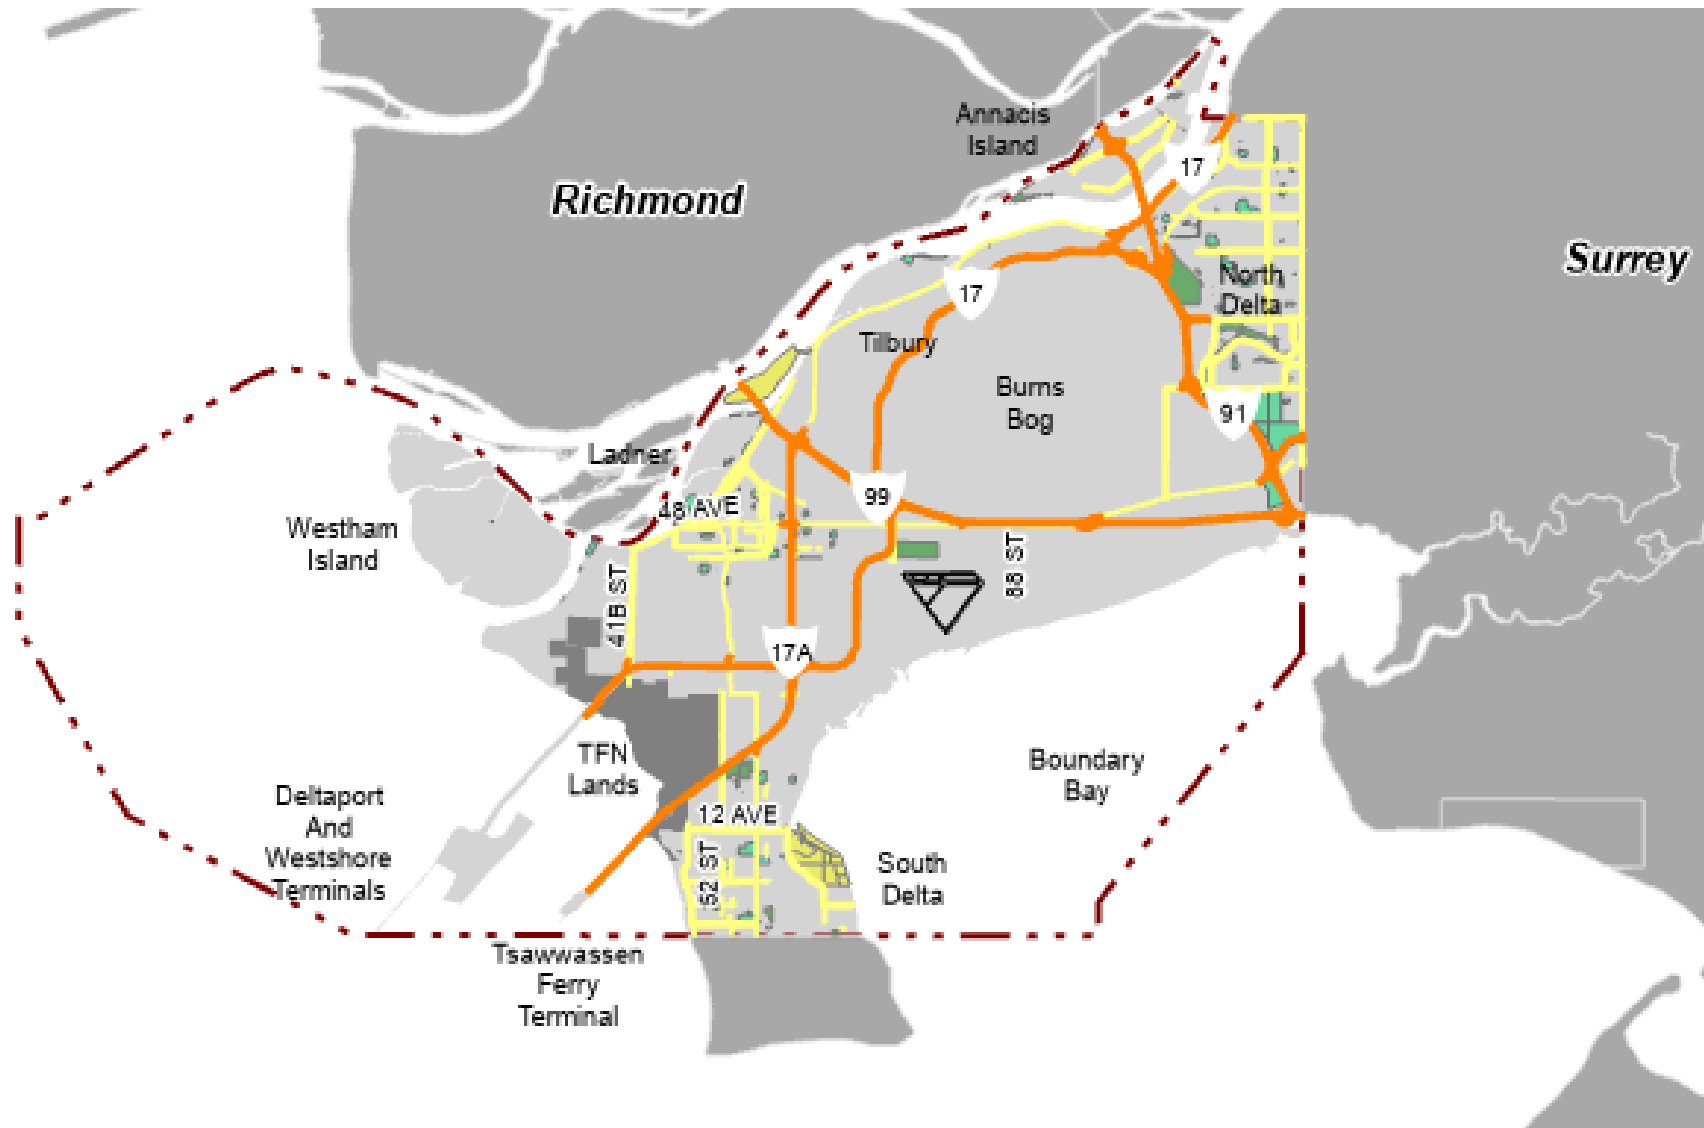 Annacis
Island
17
Richmond
Surrey
North
Delta
17
Tilbury
Burns
Bog
91
Ladner
99
48 AVE
Westham
Island
88 ST
41B ST
17A
TFN
Lands
Boundary
Bay
Deltaport
And
Westshore
Terminals
12 AVE
52 ST
South
Delta
Tsawwassen
Ferry
Terminal